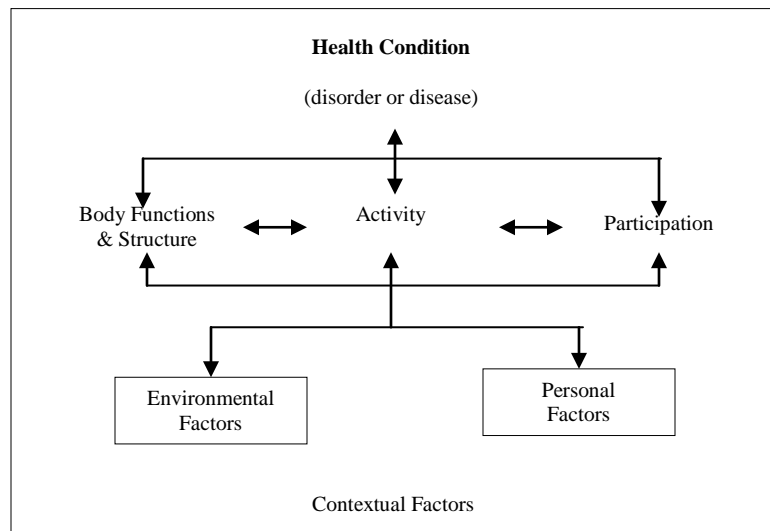 Health Condition
(disorder or disease)
Body Functions
& Structure
Activity
Participation
Environmental
Factors
Personal
Factors
Contextual Factors